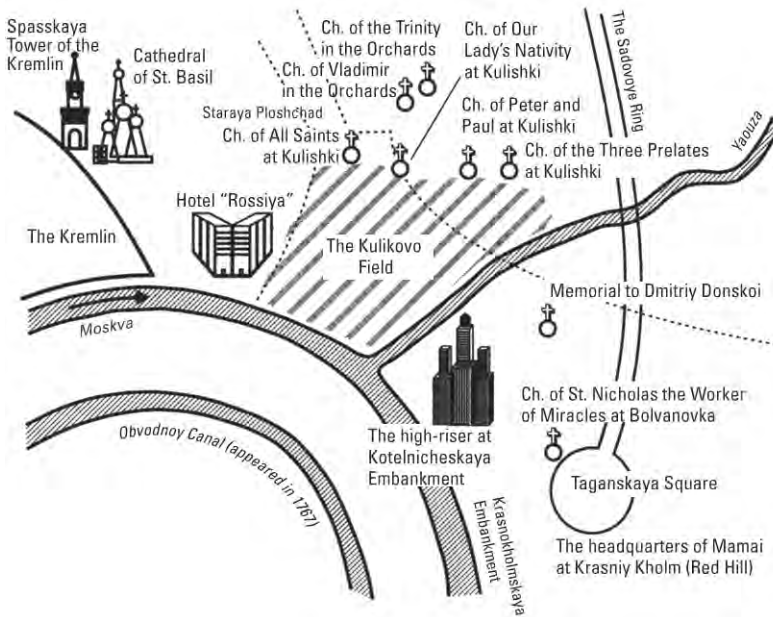 Spasskaya
Tower of the
Kremlin
Cathedral
of St. Basil
Ch. of the Trinity
in the Orchards
Ch. of Vladimir
in the Orchards
Ch. of Our
Lady's Nativity
at Kulishki
The Sadovoye Ring
Staraya Ploshchad
Ch. of All Saints
at Kulishki
Ch. of Peter and
Paul at Kulishki
Ch. of the Three Prelates
at Kulishki
Yaouza
Hotel "Rossiya"
The Kremlin
The Kulikovo
Field
Memorial to Dmitriy Donskoi
Moskva
Ch. of St. Nicholas the Worker
of Miracles at Bolvanovka
Obvodnoy Canal (appeared in 1767)
The high-riser at
Kotelnicheskaya
Embankment
Krasnokholmskaya
Embankment
Taganskaya Square
The headquarters of Mamai
at Krasniy Kholm (Red Hill)